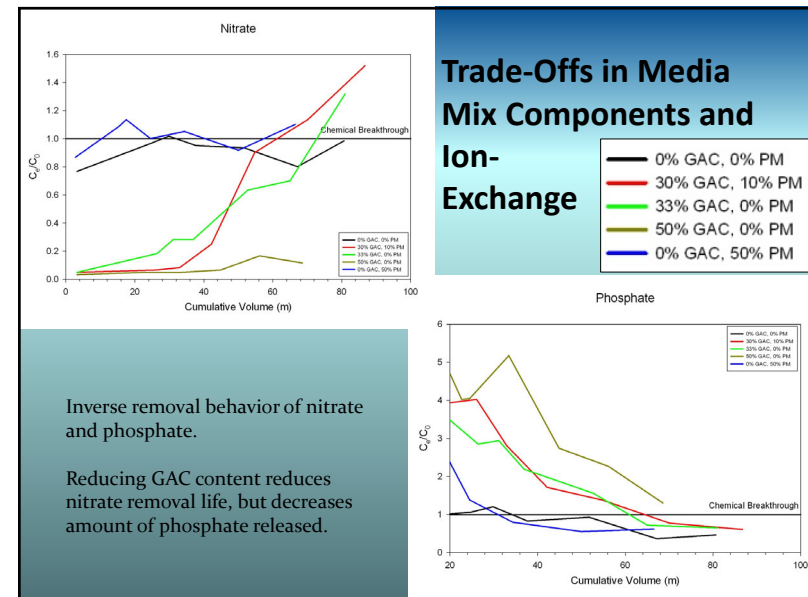 Nitrate
1.6
1.4
1.2
1.0
0.8
0.6
0.4
0.2
0.0
Chemical Breakthrough
Ce/C0
0% GAC, 0% PM
30% GAC, 10% PM
33% GAC, 0% PM
50% GAC, 0% PM
0% GAC, 50% PM
0 20 40 60 80 100
Cumulative Volume (m)
Trade-Offs in Media
Mix Components and
Ion-
Exchange
0% GAC, 0% PM
30% GAC, 10% PM
33% GAC, 0% PM
50% GAC, 0% PM
0% GAC, 50% PM
Inverse removal behavior of nitrate
and phosphate.
Reducing GAC content reduces
nitrate removal life, but decreases
amount of phosphate released.
Phosphate
6
5
4
3
2
1
0
Ce/C0
0% GAC, 0% PM
30% GAC, 10% PM
33% GAC, 0% PM
50% GAC, 0% PM
0% GAC, 50% PM
Chemical Breakthrough
20 40 60 80 100
Cumulative Volume (m)